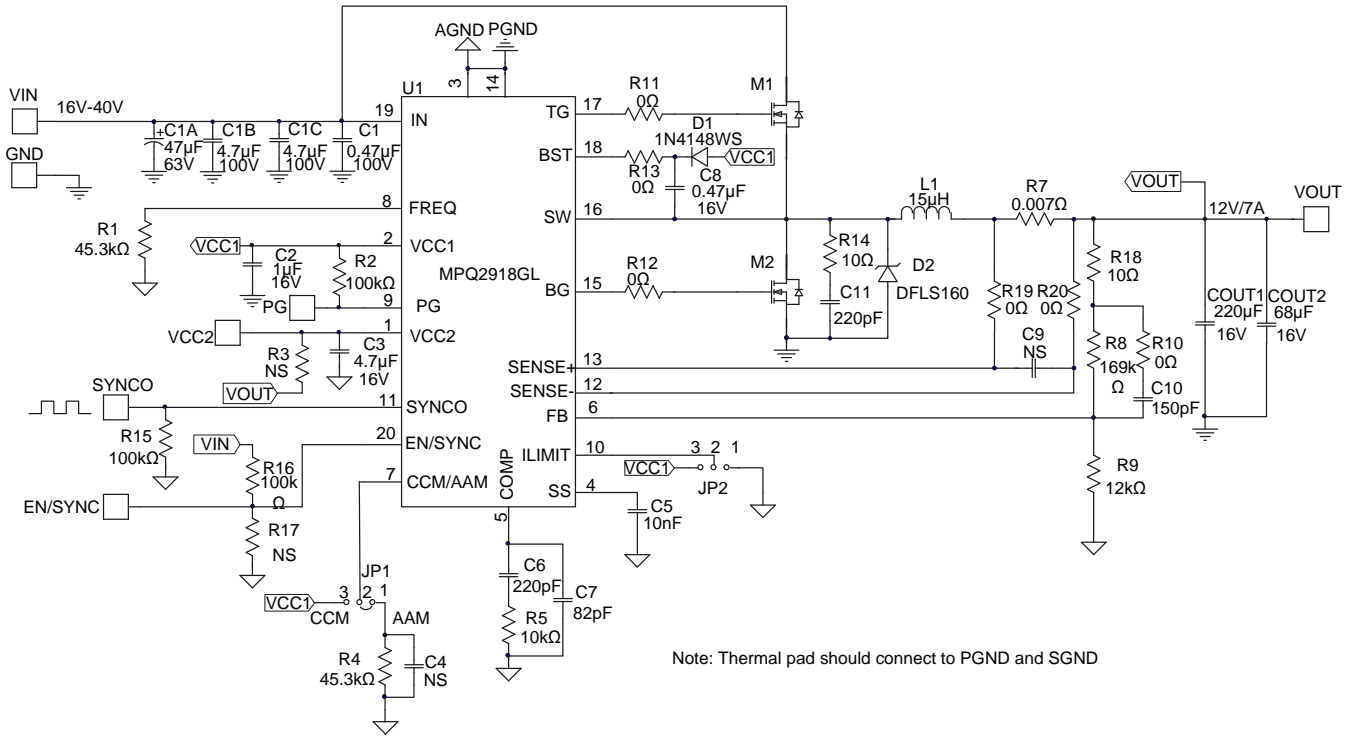 AGND PGND
U1
3
14
VIN
16V-40V
GND
+
C1A
47µF
63V
C1B
4.7µF
100V
C1C
4.7µF
100V
C1
0.47µF
100V
19
IN
R11
0Ω
M1
TG
17
D1
1N4148WS
BST
18
VCC1
R13
0Ω
C8
0.47µF
16V
8
FREQ
R1
45.3kΩ
SW
16
L1
15µH
R7
0.007Ω
VOUT
12V/7A
VOUT
VCC1
2
VCC1
C2
1µF
16V
R2
100kΩ
MPQ2918GL
R14
10Ω
C11
220pF
D2
DFLS160
R12
0Ω
M2
BG
15
PG
9
PG
R18
10Ω
R19
0Ω
R20
0Ω
COUT1
220µF
16V
COUT2
68µF
16V
VCC2
1
VCC2
R3
NS
C3
4.7µF
16V
VOUT
C9
NS
R8
169k
Ω
R10
0Ω
C10
150pF
SENSE+
13
SENSE-
12
FB
6
SYNCO
11
SYNCO
R15
100kΩ
VIN
20
EN/SYNC
R16
100k
Ω
7
CCM/AAM
EN/SYNC
R17
NS
ILIMIT
10
VCC1
3 2 1
JP2
R9
12kΩ
SS
4
C5
10nF
COMP
5
C6
220pF
C7
82pF
R5
10kΩ
JP1
VCC1
3 2 1
CCM
AAM
R4
45.3kΩ
C4
NS
Note: Thermal pad should connect to PGND and SGND